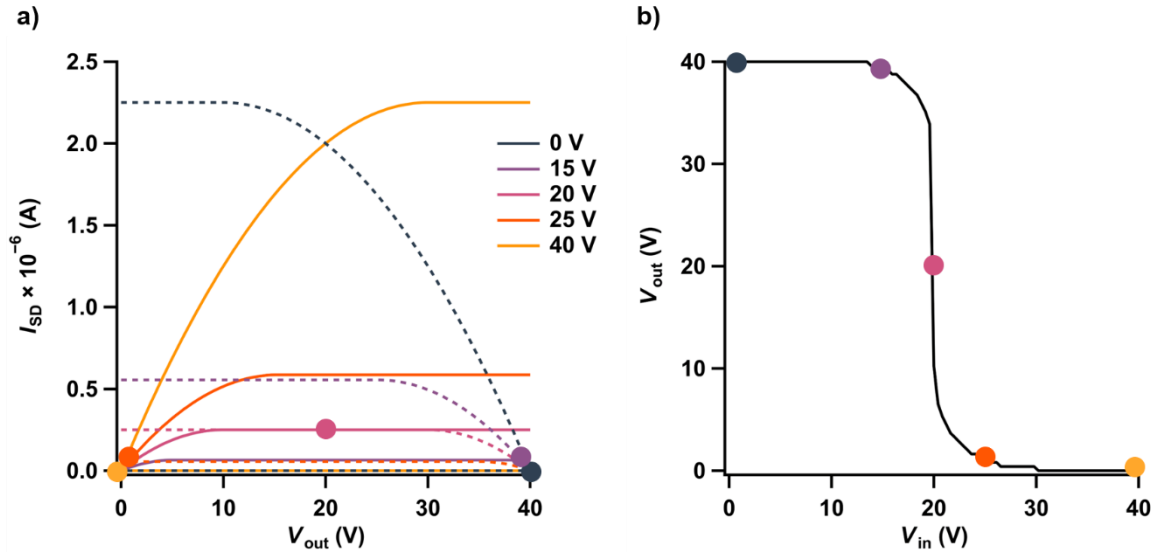 a)
2.5
2.0
1.5
1.0
0.5
0.0
I_SD × 10⁻⁶ (A)
0 10 20 30 40
V_out (V)
0 V
15 V
20 V
25 V
40 V
b)
40
30
20
10
0
V_out (V)
0 10 20 30 40
V_in (V)